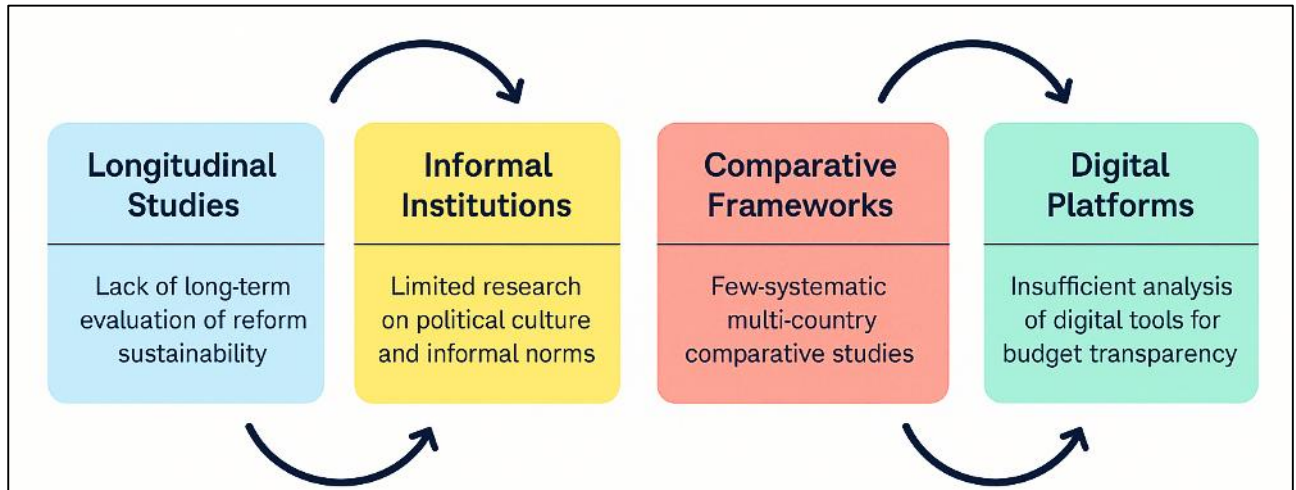 Longitudinal
Studies
Lack of long-term
evaluation of reform
sustainability
Informal
Institutions
Limited research
on political culture
and informal norms
Comparative
Frameworks
Few-systematic
multi-country
comparative studies
Digital
Platforms
Insufficient analysis
of digital tools for
budget transparency